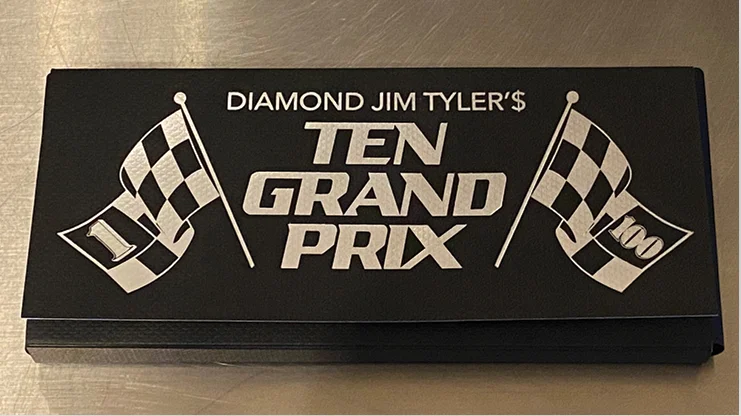 DIAMOND JIM TYLER'$
TEN
GRAND
PRIX
1
100